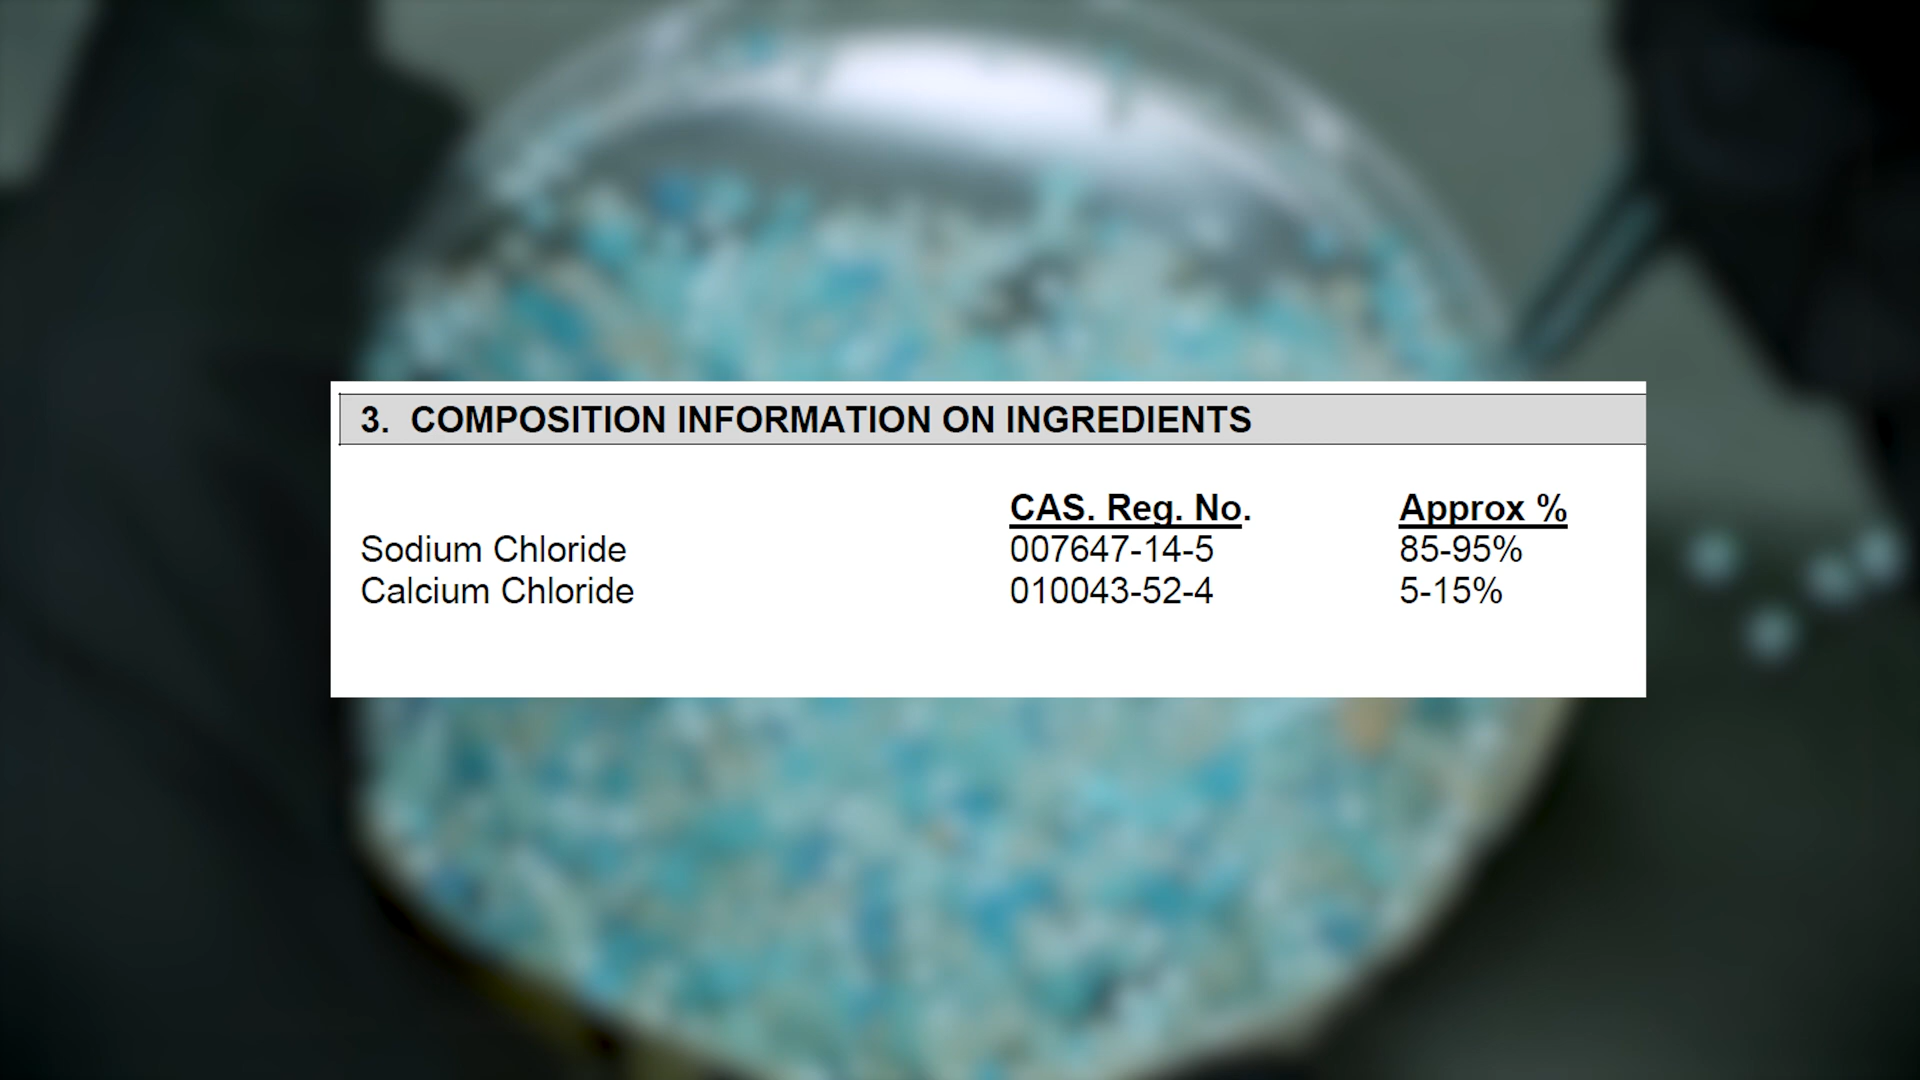 3. COMPOSITION INFORMATION ON INGREDIENTS
CAS. Reg. No. Approx %
Sodium Chloride 007647-14-5 85-95%
Calcium Chloride 010043-52-4 5-15%